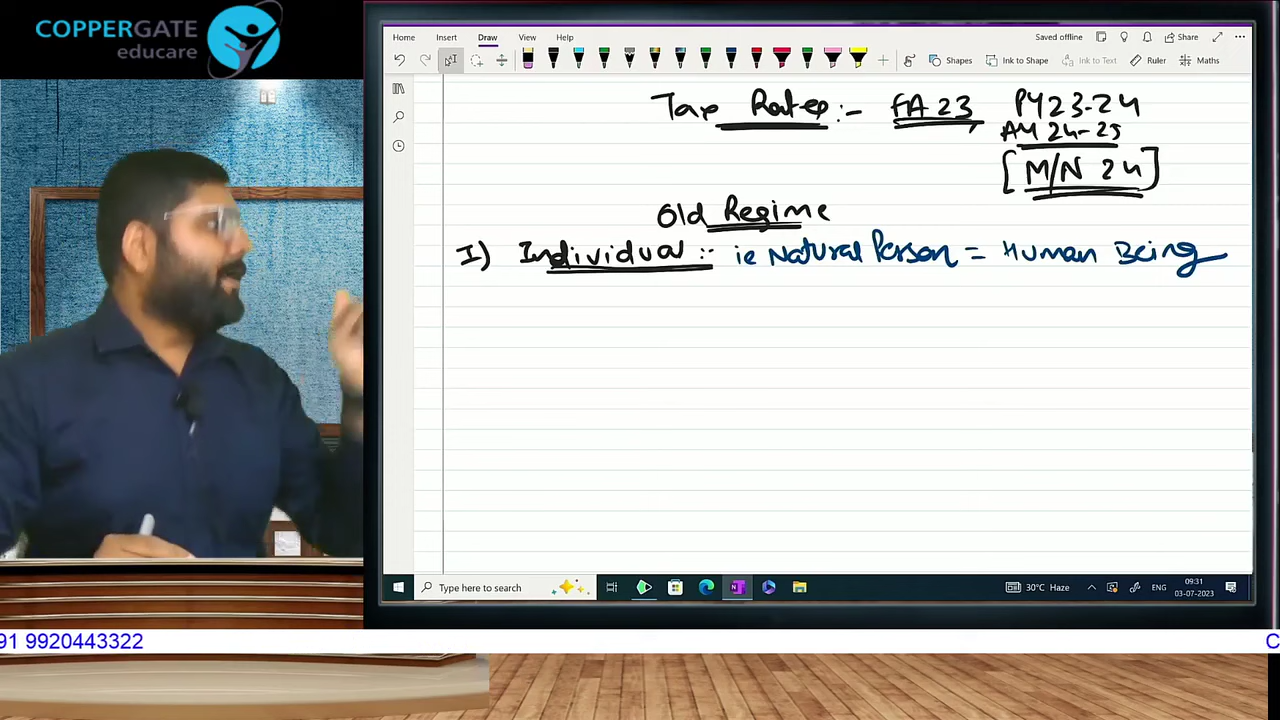 COPPERGATE
educare
Home Insert Draw View Help
Saved offline Share
Shapes Ink to Shape Ink to Text Ruler Maths
Tax Rates:- FA 23 PY23-24
AY 24-25
[M/N 24]
Old Regime
I) Individual :- ie Natural Person = Human Being
Type here to search
30°C Haze ENG 09:31
03-07-2023
91 9920443322 C